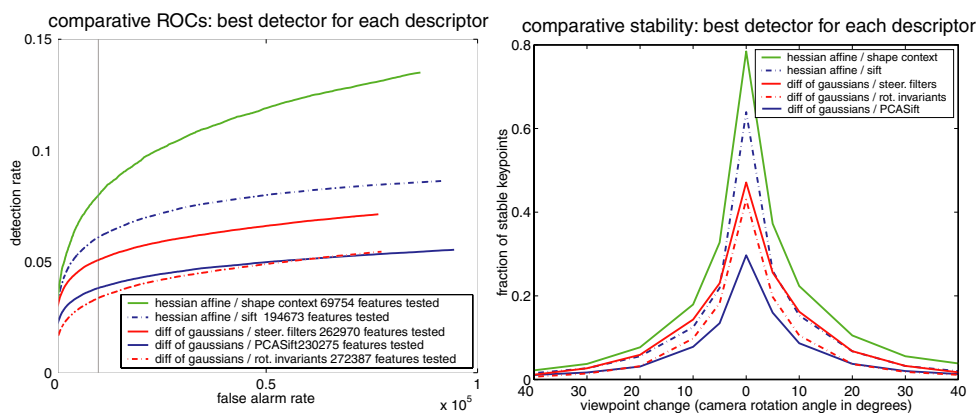 comparative ROCs: best detector for each descriptor
0.15
0.1
0.05
0
detection rate
hessian affine / shape context 69754 features tested
hessian affine / sift 194673 features tested
diff of gaussians / steer. filters 262970 features tested
diff of gaussians / PCASift230275 features tested
diff of gaussians / rot. invariants 272387 features tested
0 0.5 1
false alarm rate
x 10^5
comparative stability: best detector for each descriptor
0.8
0.6
0.4
0.2
0
fraction of stable keypoints
hessian affine / shape context
hessian affine / sift
diff of gaussians / steer. filters
diff of gaussians / rot. invariants
diff of gaussians / PCASift
40 30 20 10 0 10 20 30 40
viewpoint change (camera rotation angle in degrees)